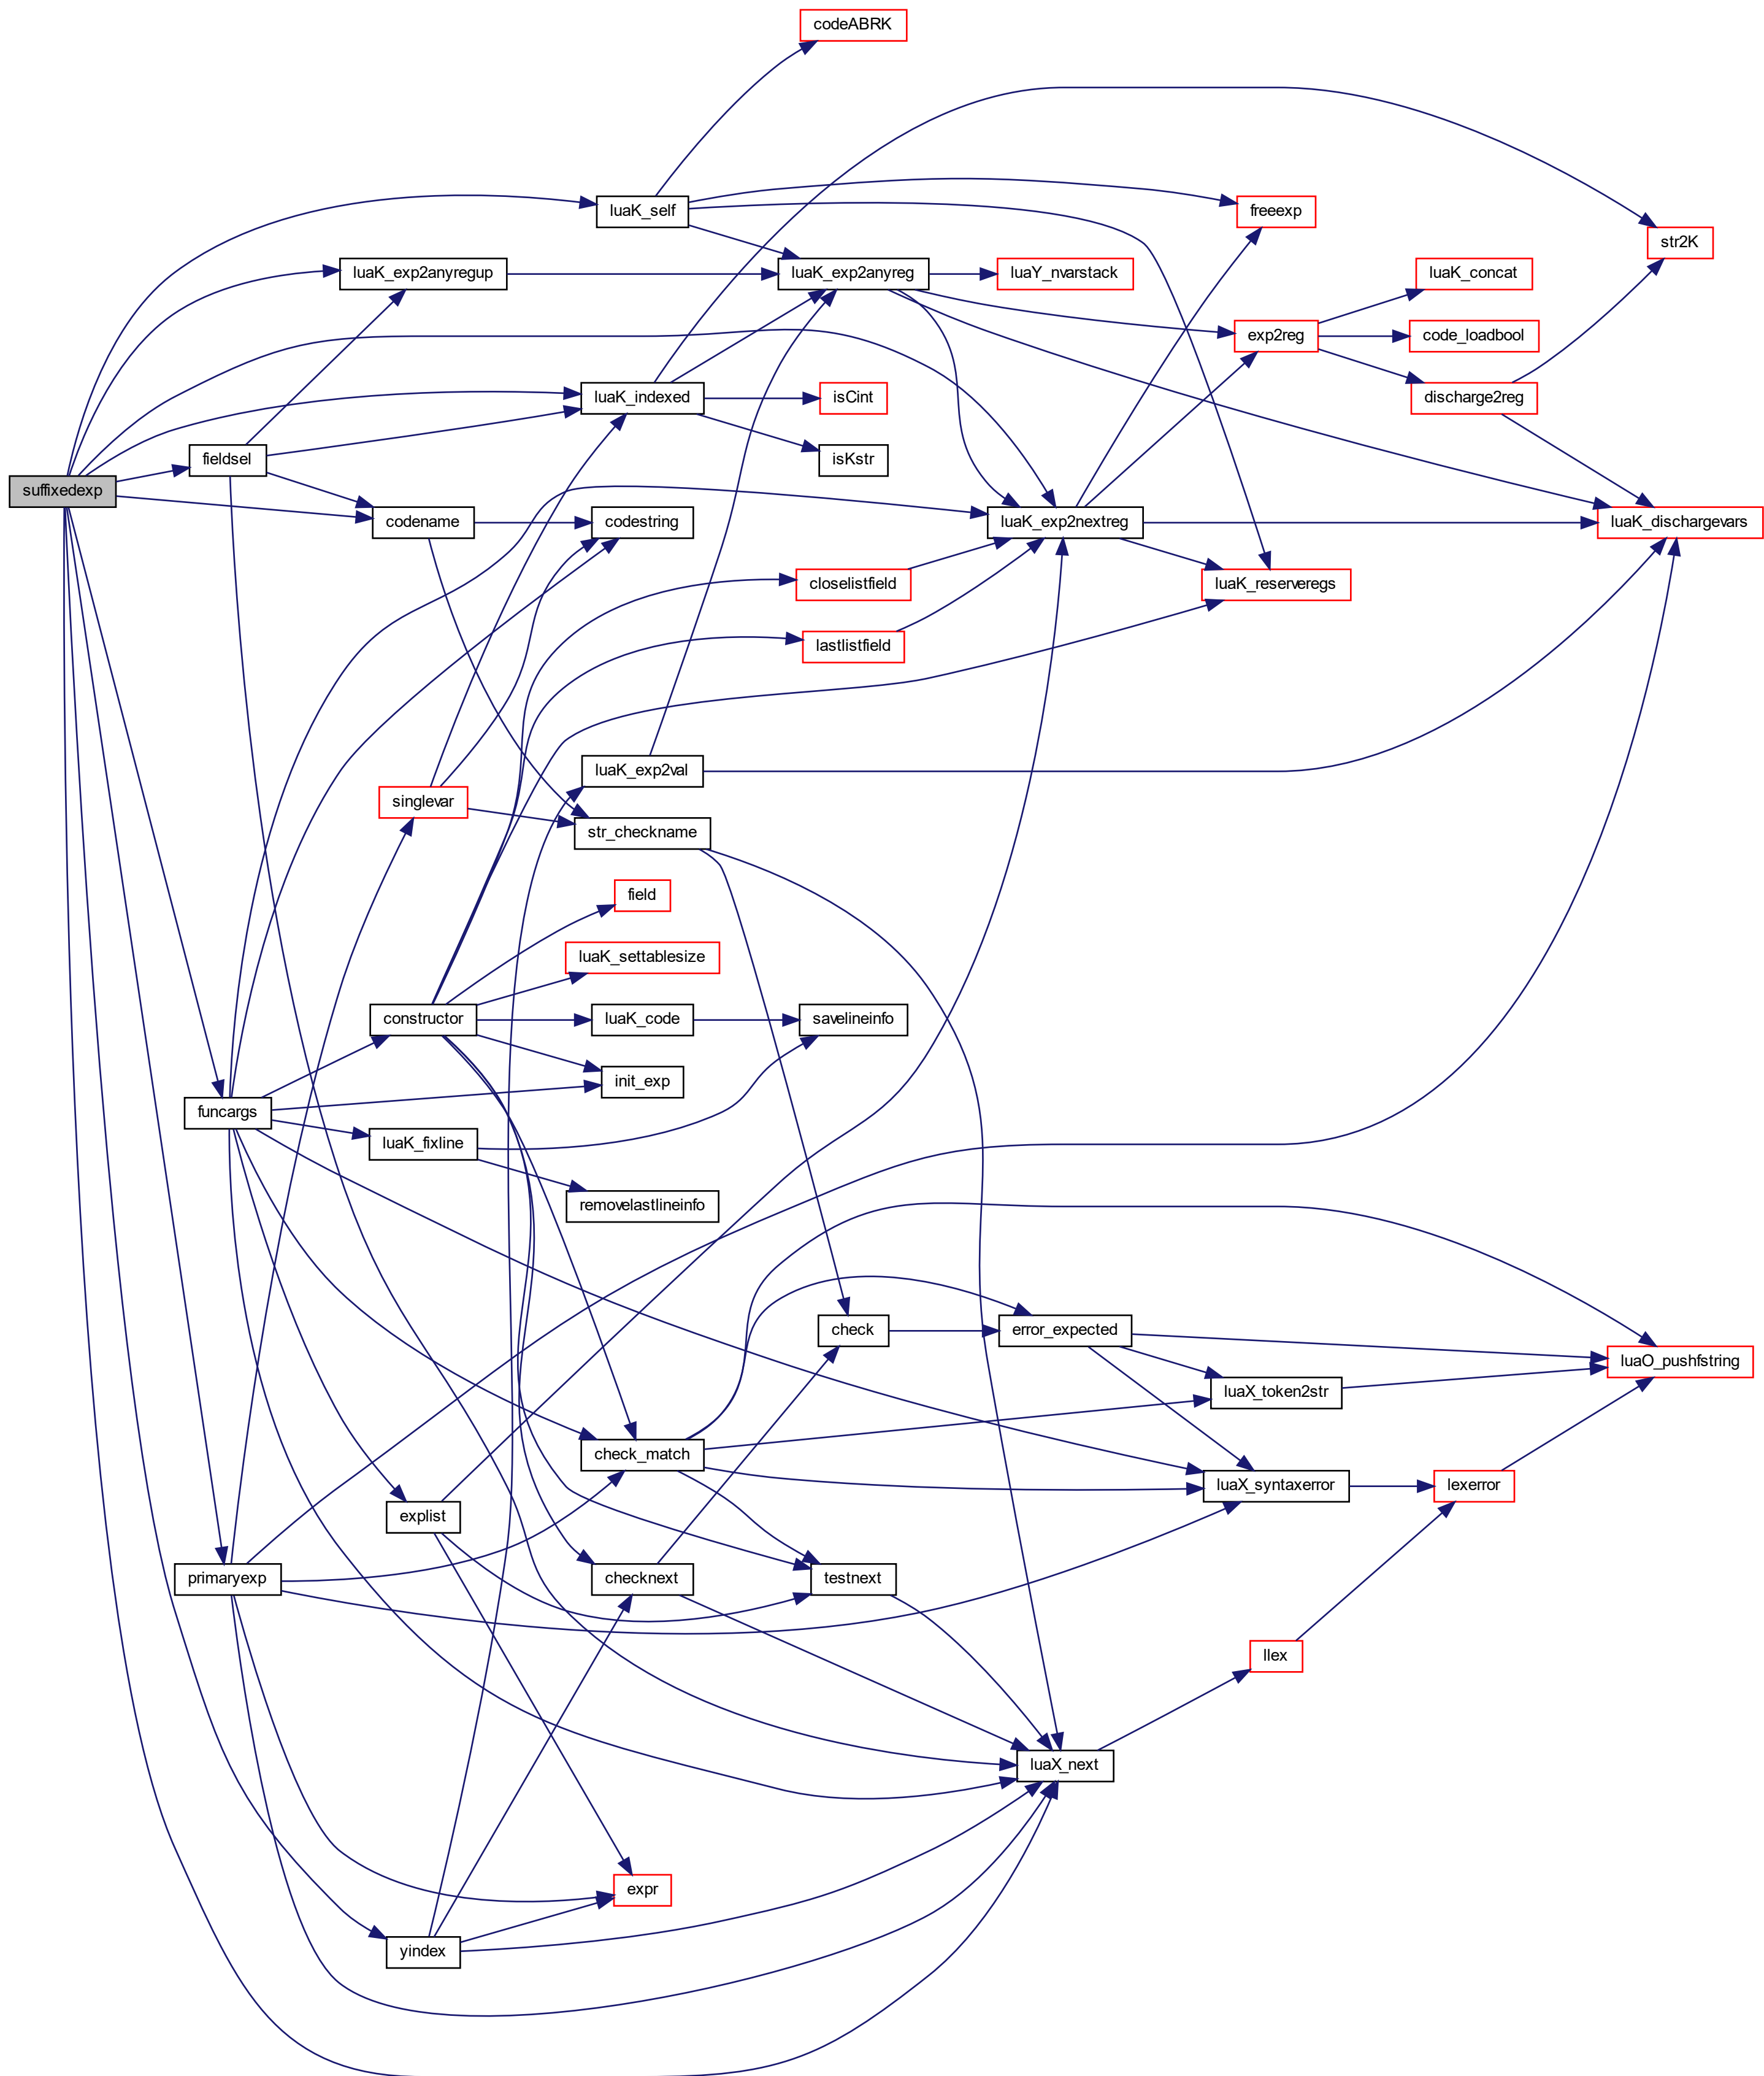 codeABRK
luaK_self
freeexp
str2K
luaK_exp2anyregup
luaK_exp2anyreg
luaY_nvarstack
luaK_concat
exp2reg
code_loadbool
luaK_indexed
isCint
discharge2reg
fieldsel
isKstr
suffixedexp
codename
codestring
luaK_exp2nextreg
luaK_dischargevars
closelistfield
luaK_reserveregs
lastlistfield
luaK_exp2val
singlevar
str_checkname
field
luaK_settablesize
constructor
luaK_code
savelineinfo
init_exp
funcargs
luaK_fixline
removelastlineinfo
check
error_expected
luaO_pushfstring
luaX_token2str
check_match
luaX_syntaxerror
lexerror
explist
primaryexp
checknext
testnext
llex
luaX_next
expr
yindex